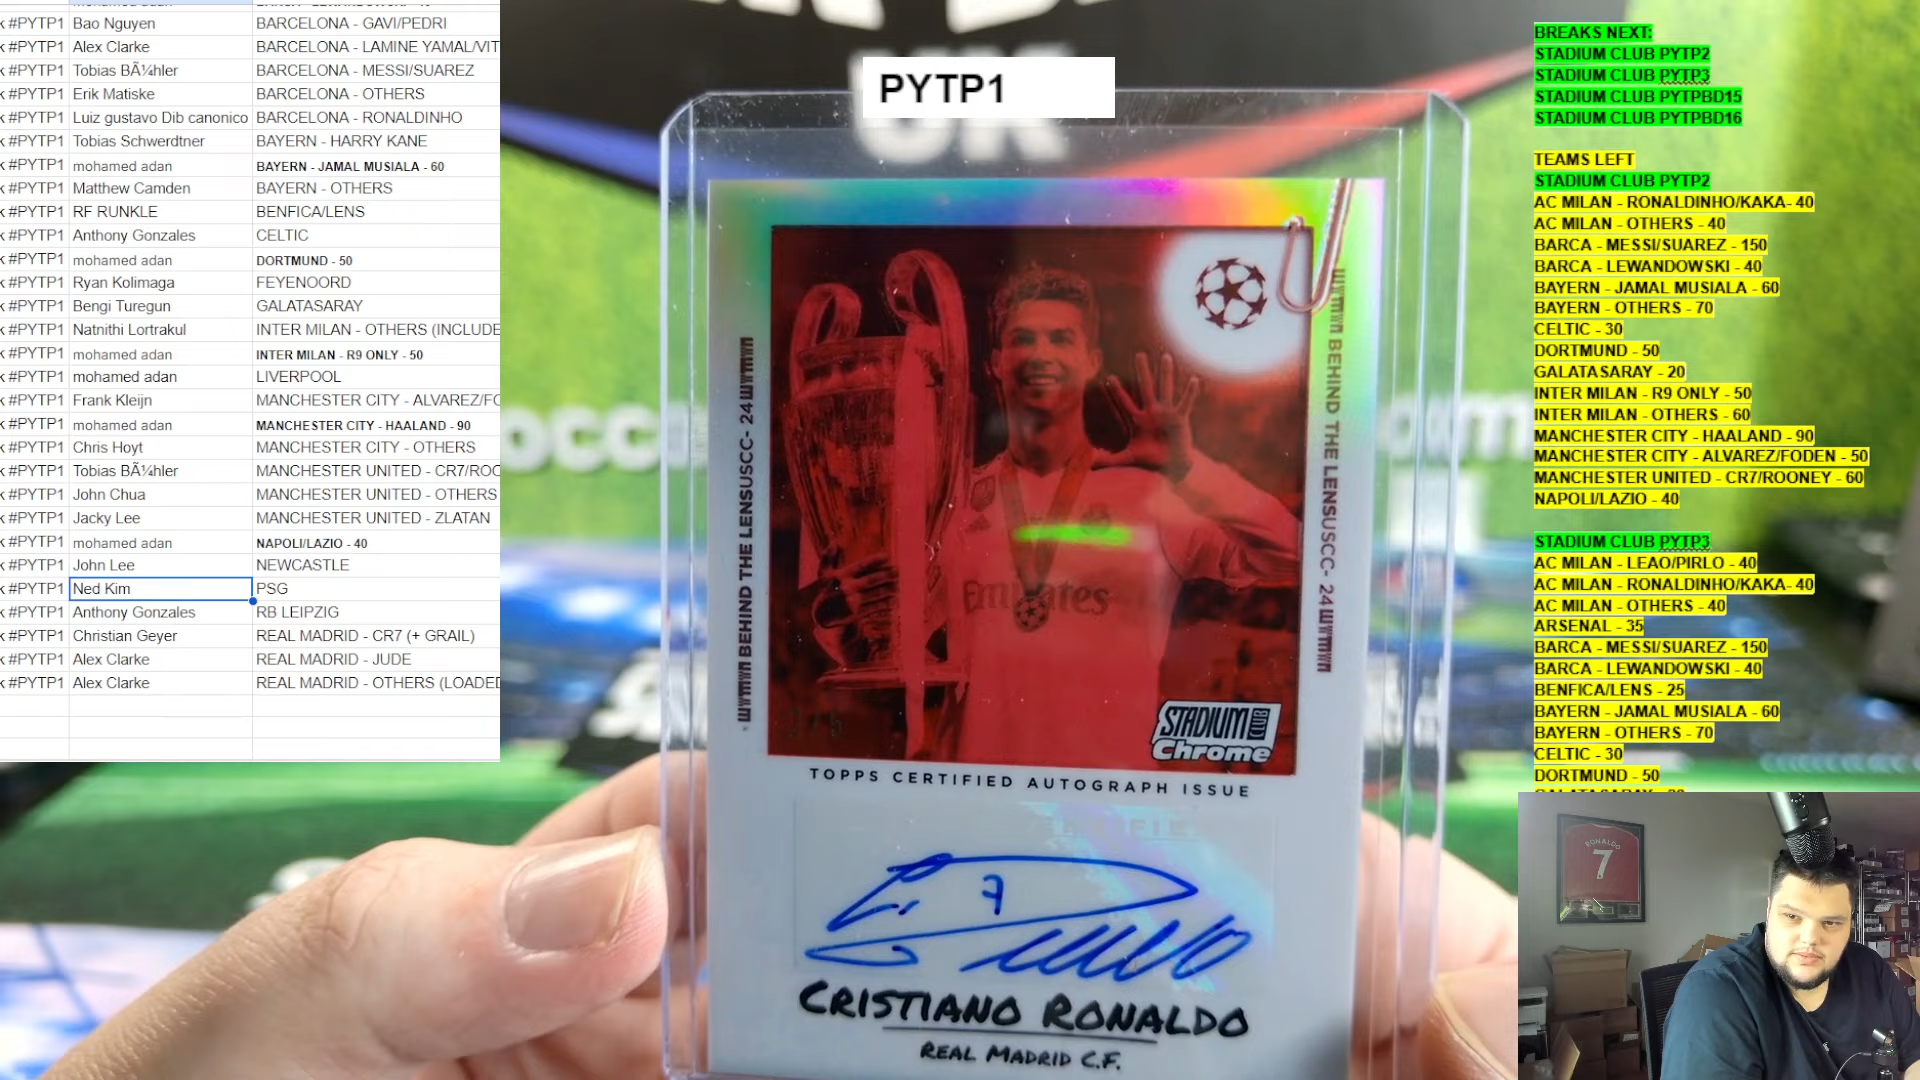 #PYTP1 Bao Nguyen BARCELONA - GAVI/PEDRI
#PYTP1 Alex Clarke BARCELONA - LAMINE YAMAL/VIT
#PYTP1 Tobias BÃ¼hler BARCELONA - MESSI/SUAREZ
#PYTP1 Erik Matiske BARCELONA - OTHERS
#PYTP1 Luiz gustavo Dib canonico BARCELONA - RONALDINHO
#PYTP1 Tobias Schwerdtner BAYERN - HARRY KANE
#PYTP1 mohamed adan BAYERN - JAMAL MUSIALA - 60
#PYTP1 Matthew Camden BAYERN - OTHERS
#PYTP1 RF RUNKLE BENFICA/LENS
#PYTP1 Anthony Gonzales CELTIC
#PYTP1 mohamed adan DORTMUND - 50
#PYTP1 Ryan Kolimaga FEYENOORD
#PYTP1 Bengi Turegun GALATASARAY
#PYTP1 Natnithi Lortrakul INTER MILAN - OTHERS (INCLUDE
#PYTP1 mohamed adan INTER MILAN - R9 ONLY - 50
#PYTP1 mohamed adan LIVERPOOL
#PYTP1 Frank Kleijn MANCHESTER CITY - ALVAREZ/FO
#PYTP1 mohamed adan MANCHESTER CITY - HAALAND - 90
#PYTP1 Chris Hoyt MANCHESTER CITY - OTHERS
#PYTP1 Tobias BÃ¼hler MANCHESTER UNITED - CR7/ROO
#PYTP1 John Chua MANCHESTER UNITED - OTHERS
#PYTP1 Jacky Lee MANCHESTER UNITED - ZLATAN
#PYTP1 mohamed adan NAPOLI/LAZIO - 40
#PYTP1 John Lee NEWCASTLE
#PYTP1 Ned Kim PSG
#PYTP1 Anthony Gonzales RB LEIPZIG
#PYTP1 Christian Geyer REAL MADRID - CR7 (+ GRAIL)
#PYTP1 Alex Clarke REAL MADRID - JUDE
#PYTP1 Alex Clarke REAL MADRID - OTHERS (LOADED
PYTP1
UK
BEHIND THE LENS
USCC- 24
BEHIND THE LENS
USCC- 24
Emirates
STADIUM CLUB
Chrome
TOPPS CERTIFIED AUTOGRAPH ISSUE
7
CRISTIANO RONALDO
REAL MADRID C.F.
BREAKS NEXT:
STADIUM CLUB PYTP2
STADIUM CLUB PYTP3
STADIUM CLUB PYTPBD15
STADIUM CLUB PYTPBD16
TEAMS LEFT
STADIUM CLUB PYTP2
AC MILAN - RONALDINHO/KAKA- 40
AC MILAN - OTHERS - 40
BARCA - MESSI/SUAREZ - 150
BARCA - LEWANDOWSKI - 40
BAYERN - JAMAL MUSIALA - 60
BAYERN - OTHERS - 70
CELTIC - 30
DORTMUND - 50
GALATASARAY - 20
INTER MILAN - R9 ONLY - 50
INTER MILAN - OTHERS - 60
MANCHESTER CITY - HAALAND - 90
MANCHESTER CITY - ALVAREZ/FODEN - 50
MANCHESTER UNITED - CR7/ROONEY - 60
NAPOLI/LAZIO - 40
STADIUM CLUB PYTP3
AC MILAN - LEAO/PIRLO - 40
AC MILAN - RONALDINHO/KAKA- 40
AC MILAN - OTHERS - 40
ARSENAL - 35
BARCA - MESSI/SUAREZ - 150
BARCA - LEWANDOWSKI - 40
BENFICA/LENS - 25
BAYERN - JAMAL MUSIALA - 60
BAYERN - OTHERS - 70
CELTIC - 30
DORTMUND - 50
RONALDO
7